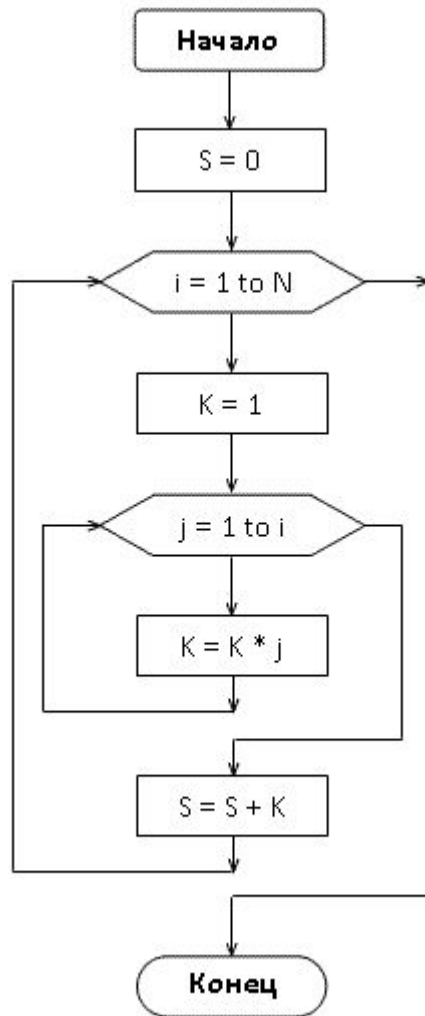 Начало
S = 0
i = 1 to N
K = 1
j = 1 to i
K = K * j
S = S + K
Конец